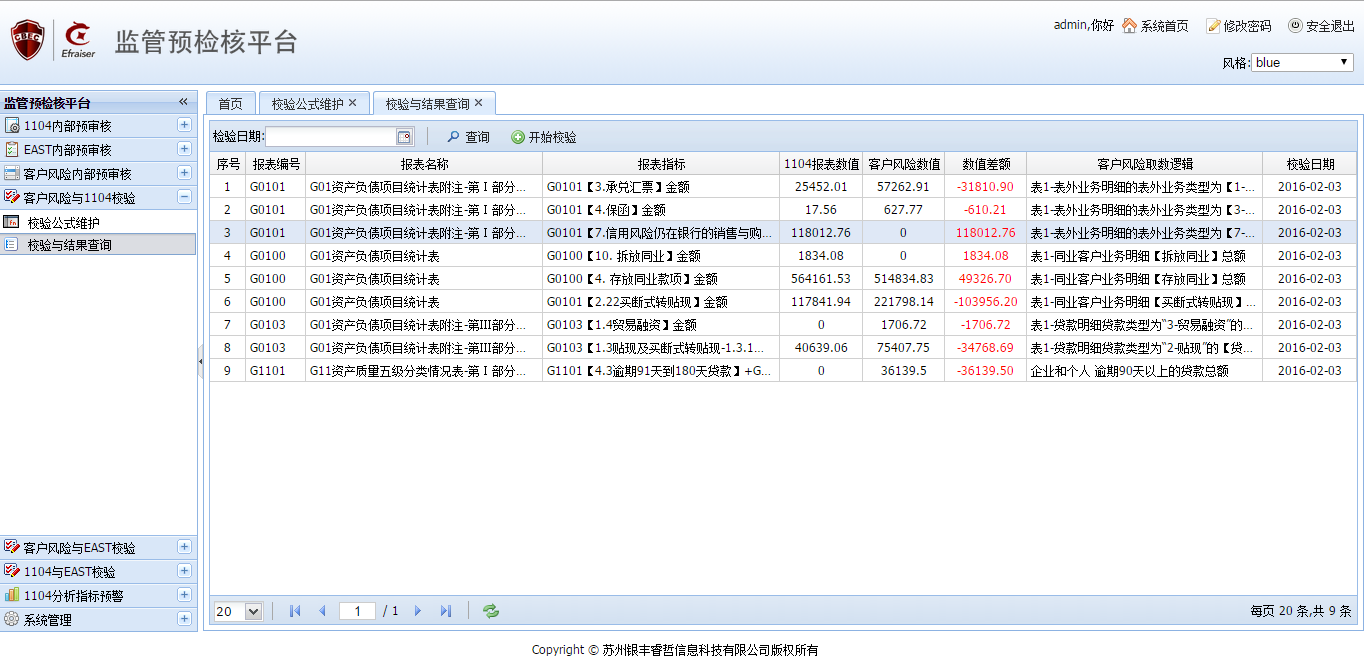 CBEC Efraiser 监管预检核平台
admin,你好 系统首页 修改密码 安全退出
风格: blue
监管预检核平台 «
1104内部预审核
EAST内部预审核
客户风险内部预审核
客户风险与1104校验
校验公式维护
校验与结果查询
客户风险与EAST校验
1104与EAST校验
1104分析指标预警
系统管理
首页 校验公式维护 × 校验与结果查询 ×
校验日期: 查询 开始校验
序号 报表编号 报表名称 报表指标 1104报表数值 客户风险数值 数值差额 客户风险取数逻辑 校验日期
1 G0101 G01资产负债项目统计表附注-第Ⅰ部分... G0101【3.承兑汇票】金额 25452.01 57262.91 -31810.90 表1-表外业务明细的表外业务类型为【1-... 2016-02-03
2 G0101 G01资产负债项目统计表附注-第Ⅰ部分... G0101【4.保函】金额 17.56 627.77 -610.21 表1-表外业务明细的表外业务类型为【3-... 2016-02-03
3 G0101 G01资产负债项目统计表附注-第Ⅰ部分... G0101【7.信用风险仍在银行的销售与购... 118012.76 0 118012.76 表1-表外业务明细的表外业务类型为【7-... 2016-02-03
4 G0100 G01资产负债项目统计表 G0100【10. 拆放同业】金额 1834.08 0 1834.08 表1-同业客户业务明细【拆放同业】总额 2016-02-03
5 G0100 G01资产负债项目统计表 G0100【4. 存放同业款项】金额 564161.53 514834.83 49326.70 表1-同业客户业务明细【存放同业】总额 2016-02-03
6 G0100 G01资产负债项目统计表 G0101【2.22买断式转贴现】金额 117841.94 221798.14 -103956.20 表1-同业客户业务明细【买断式转贴现】... 2016-02-03
7 G0103 G01资产负债项目统计表附注-第III部分... G0103【1.4贸易融资】金额 0 1706.72 -1706.72 表1-贷款明细贷款类型为“3-贸易融资”的... 2016-02-03
8 G0103 G01资产负债项目统计表附注-第III部分... G0103【1.3贴现及买断式转贴现-1.3.1... 40639.06 75407.75 -34768.69 表1-贷款明细贷款类型为“2-贴现”的【贷... 2016-02-03
9 G1101 G11资产质量五级分类情况表-第Ⅰ部分... G1101【4.3逾期91天到180天贷款】+G... 0 36139.5 -36139.50 企业和个人 逾期90天以上的贷款总额 2016-02-03
20 1 / 1 每页 20 条,共 9 条
Copyright © 苏州银丰睿哲信息科技有限公司版权所有